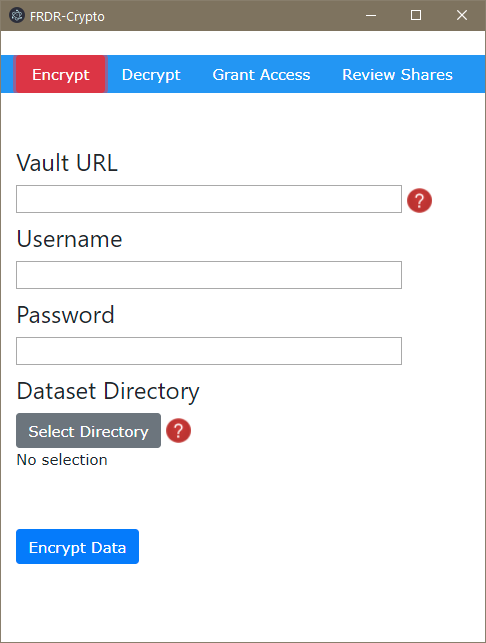 FRDR-Crypto
Encrypt Decrypt Grant Access Review Shares
Vault URL
?
Username
Password
Dataset Directory
Select Directory ?
No selection
Encrypt Data